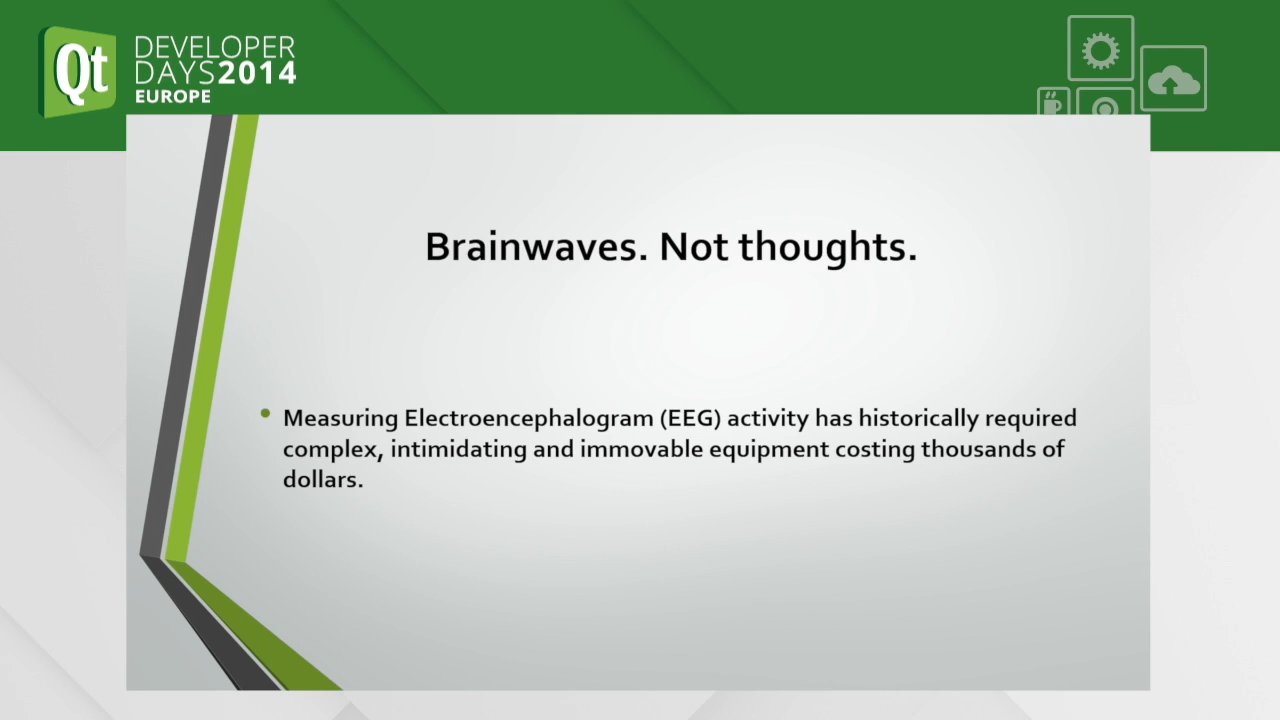 Qt
DEVELOPER
DAYS2014
EUROPE
Brainwaves. Not thoughts.
• Measuring Electroencephalogram (EEG) activity has historically required
complex, intimidating and immovable equipment costing thousands of
dollars.